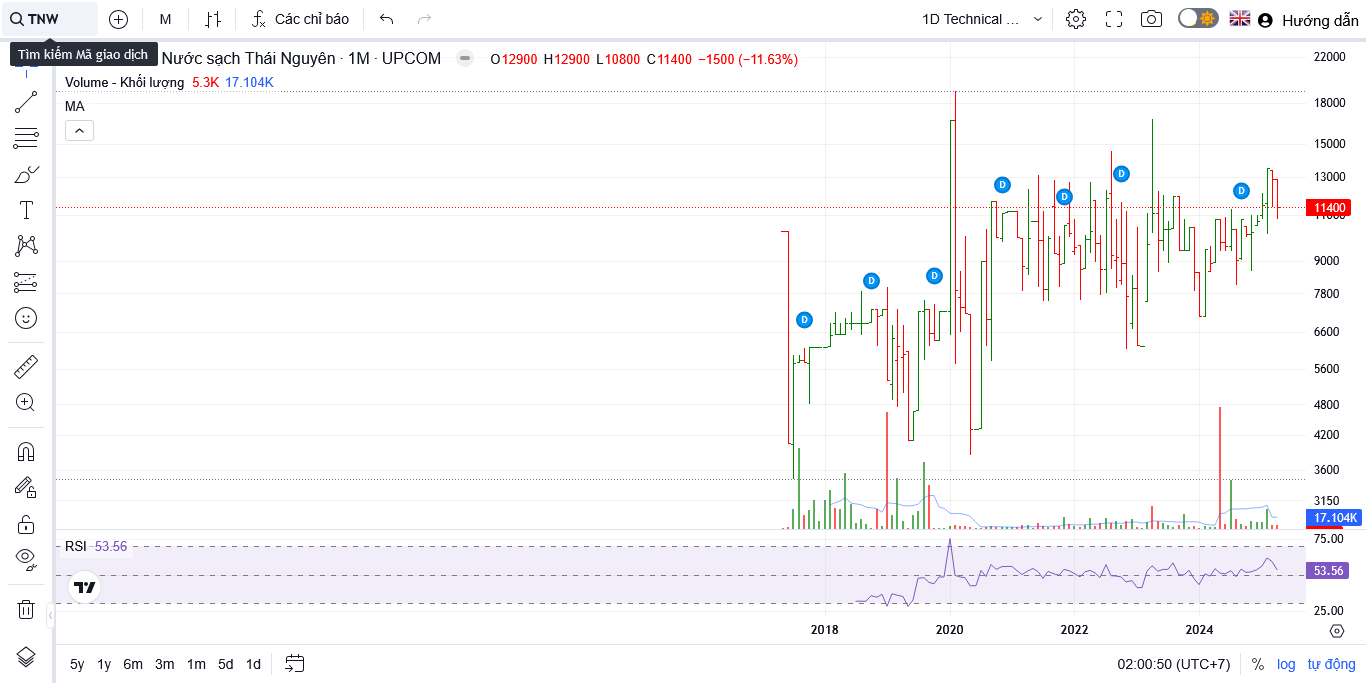 TNW
M
Các chỉ báo
1D Technical ...
Hướng dẫn
Tìm kiếm Mã giao dịch
Nước sạch Thái Nguyên · 1M · UPCOM
O12900 H12900 L10800 C11400 −1500 (−11.63%)
Volume - Khối lượng 5.3K 17.104K
MA
22000
18000
15000
13000
11400
11000
9000
7800
6600
5600
4800
4200
3600
3150
17.104K
D
D
D
D
D
D
D
RSI 53.56
75.00
53.56
25.00
2018
2020
2022
2024
5y 1y 6m 3m 1m 5d 1d
02:00:50 (UTC+7)
% log tự động